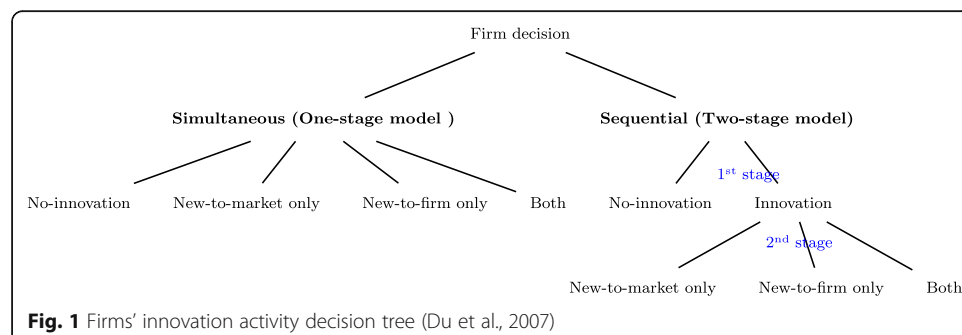 Firm decision
Simultaneous (One-stage model )
Sequential (Two-stage model)
1st stage
No-innovation
New-to-market only
New-to-firm only
Both
No-innovation
Innovation
2nd stage
New-to-market only
New-to-firm only
Both
Fig. 1 Firms' innovation activity decision tree (Du et al., 2007)